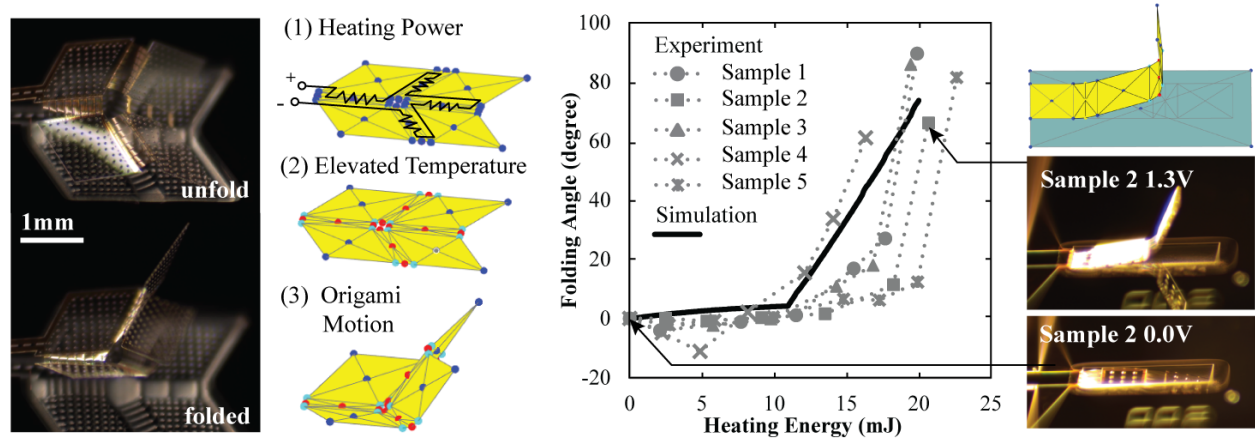 unfold
1mm
folded
(1) Heating Power
+
-
(2) Elevated Temperature
(3) Origami
Motion
Folding Angle (degree)
100
80
60
40
20
0
-20
Experiment
Sample 1
Sample 2
Sample 3
Sample 4
Sample 5
Simulation
0
5
10
15
20
25
Heating Energy (mJ)
Sample 2 1.3V
Sample 2 0.0V